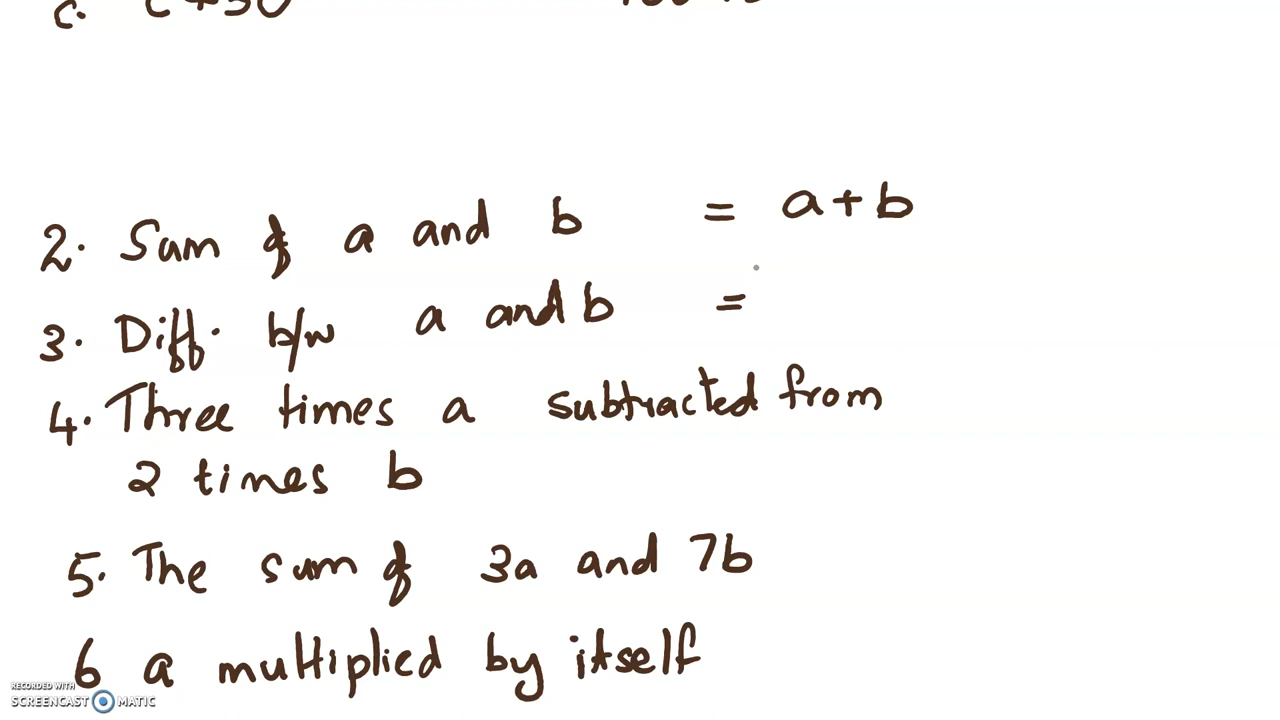 2. Sum of a and b = a+b
3. Diff. b/w a and b =
4. Three times a subtracted from
2 times b
5. The sum of 3a and 7b
6 a multiplied by itself
RECORDED WITH
SCREENCAST MATIC